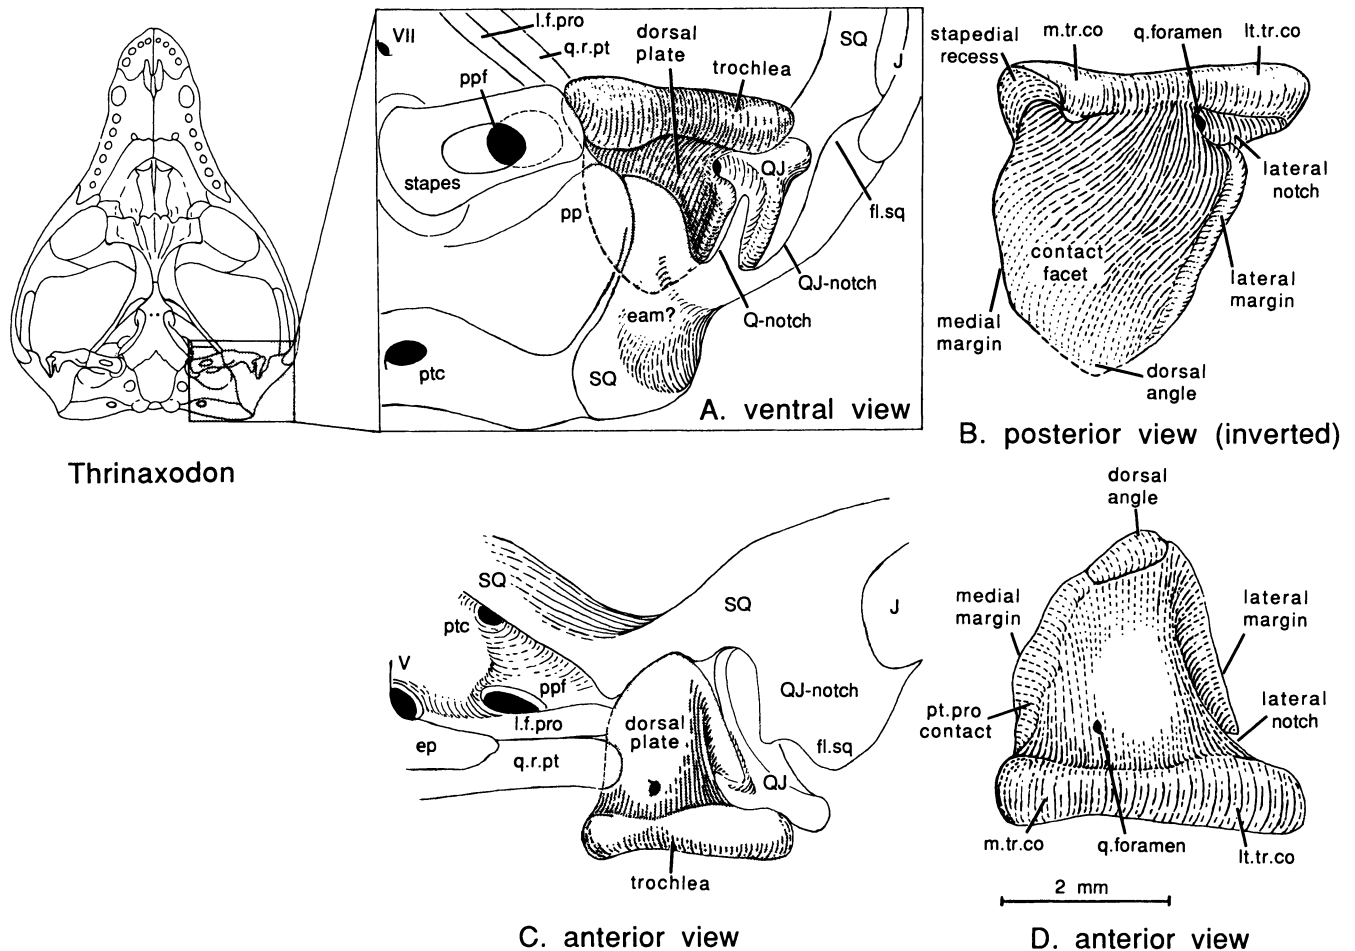 Thrinaxodon
VII
l.f.pro
q.r.pt
dorsal
plate
trochlea
SQ
J
ppf
stapes
pp
QJ
fl.sq
QJ-notch
Q-notch
eam?
ptc
SQ
A. ventral view
stapedial
recess
m.tr.co
q.foramen
lt.tr.co
lateral
notch
contact
facet
lateral
margin
medial
margin
dorsal
angle
B. posterior view (inverted)
SQ
SQ
J
ptc
V
ppf
QJ-notch
l.f.pro
dorsal
plate
ep
q.r.pt
fl.sq
QJ
trochlea
C. anterior view
dorsal
angle
medial
margin
lateral
margin
pt.pro
contact
lateral
notch
m.tr.co
q.foramen
lt.tr.co
2 mm
D. anterior view